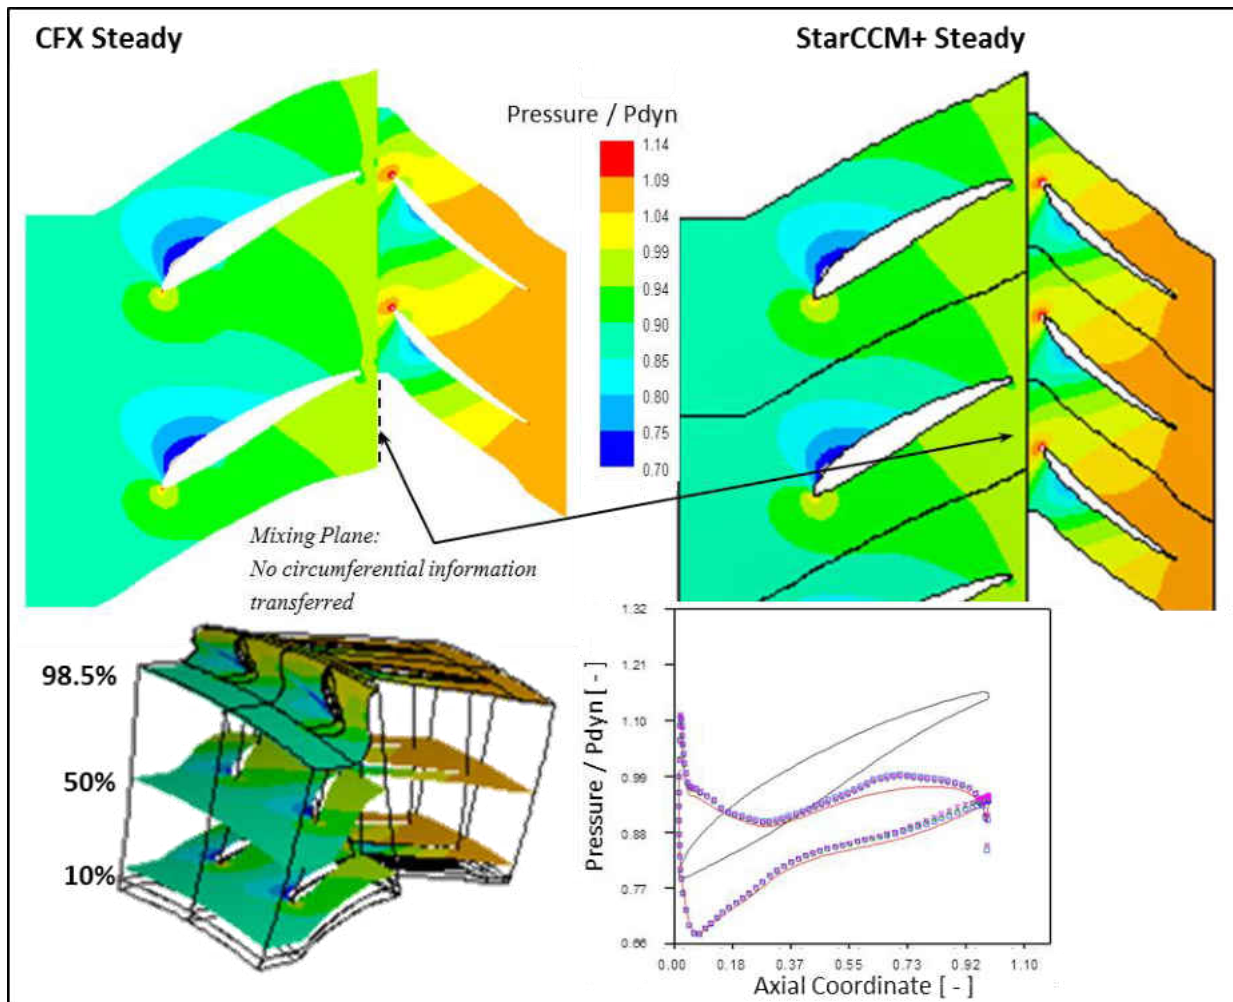 CFX Steady
StarCCM+ Steady
Pressure / Pdyn
1.14
1.09
1.04
0.99
0.94
0.90
0.85
0.80
0.75
0.70
Mixing Plane:
No circumferential information
transferred
98.5%
50%
10%
Pressure / Pdyn [ - ]
1.32
1.21
1.10
0.99
0.88
0.77
0.66
0.00 0.18 0.37 0.55 0.73 0.92 1.10
Axial Coordinate [ - ]